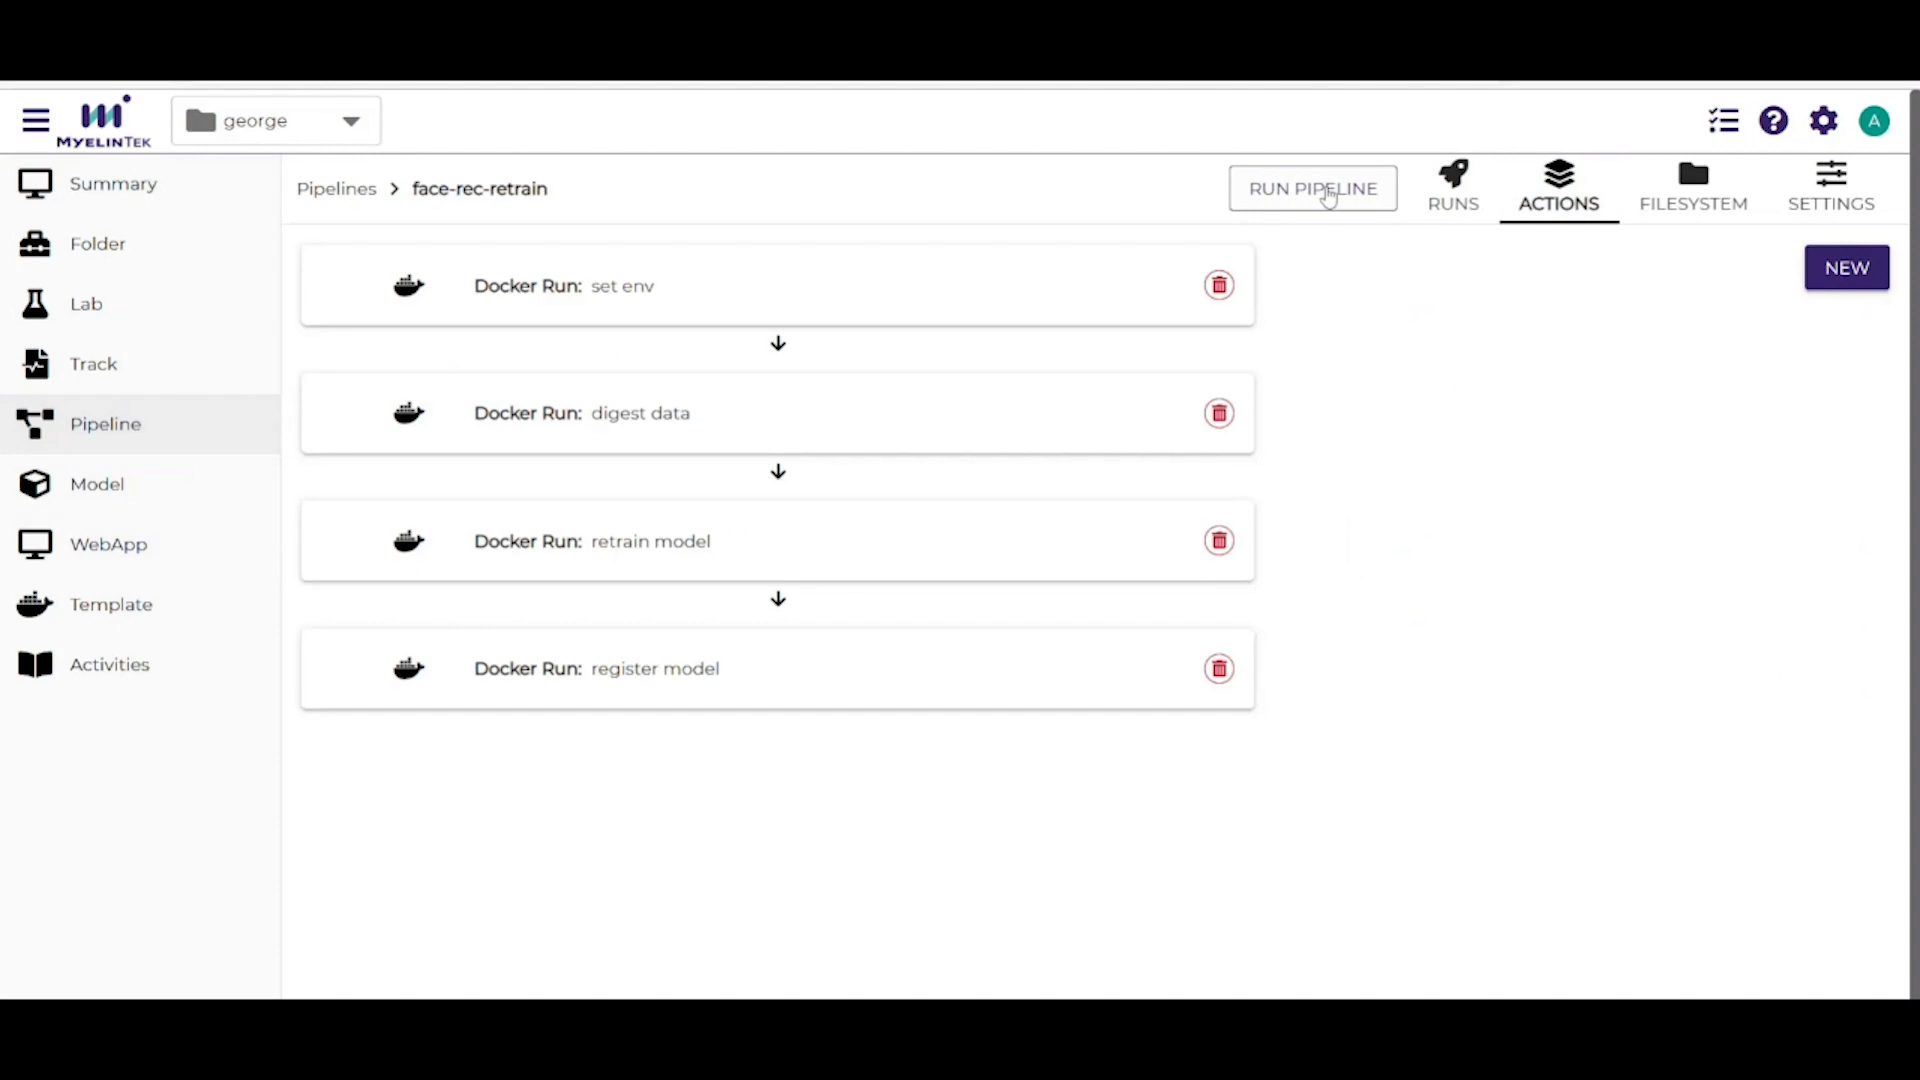 MYELINTEK
george
A
Summary
Folder
Lab
Track
Pipeline
Model
WebApp
Template
Activities
Pipelines > face-rec-retrain
RUN PIPELINE
RUNS
ACTIONS
FILESYSTEM
SETTINGS
NEW
Docker Run: set env
Docker Run: digest data
Docker Run: retrain model
Docker Run: register model